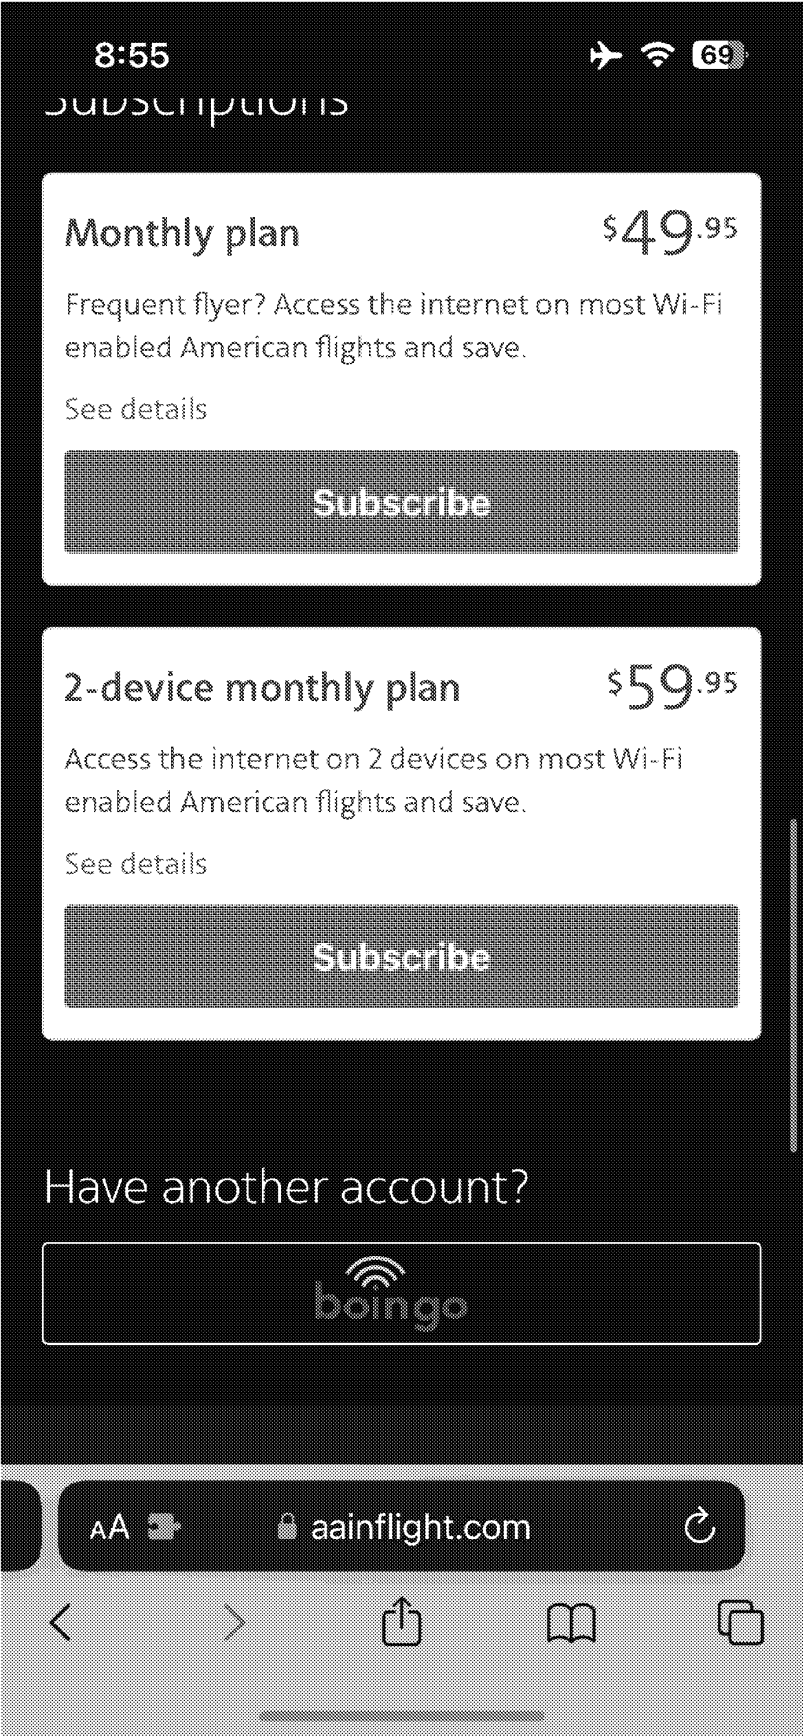 8:55
69
Subscriptions
Monthly plan
$49.95
Frequent flyer? Access the internet on most Wi-Fi
enabled American flights and save.
See details
Subscribe
2-device monthly plan
$59.95
Access the internet on 2 devices on most Wi-Fi
enabled American flights and save.
See details
Subscribe
Have another account?
boingo
AA
aainflight.com